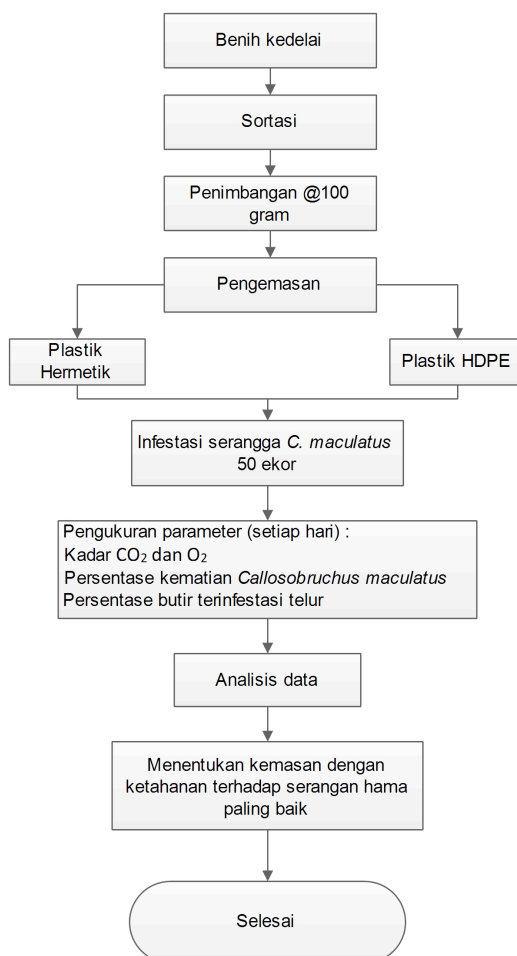 Benih kedelai
Sortasi
Penimbangan @100
gram
Pengemasan
Plastik
Hermetik
Plastik HDPE
Infestasi serangga C. maculatus
50 ekor
Pengukuran parameter (setiap hari) :
Kadar CO₂ dan O₂
Persentase kematian Callosobruchus maculatus
Persentase butir terinfestasi telur
Analisis data
Menentukan kemasan dengan
ketahanan terhadap serangan hama
paling baik
Selesai